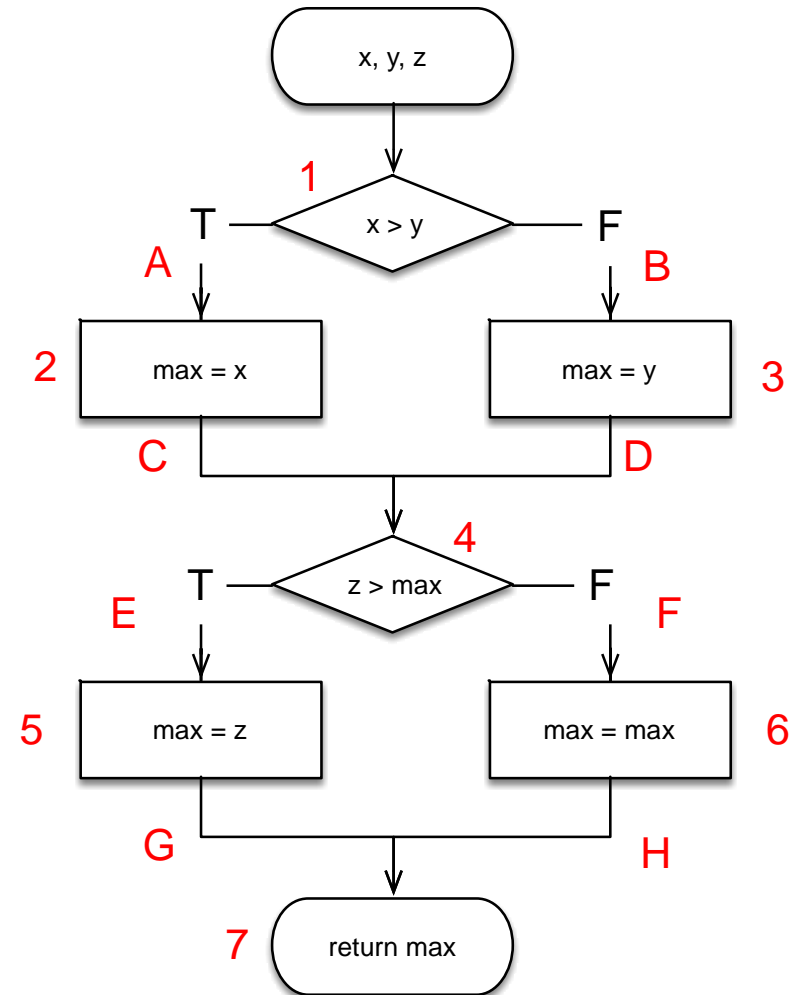 x, y, z
1
T
x > y
F
A
B
2
max = x
max = y
3
C
D
4
T
z > max
F
E
F
5
max = z
max = max
6
G
H
7
return max